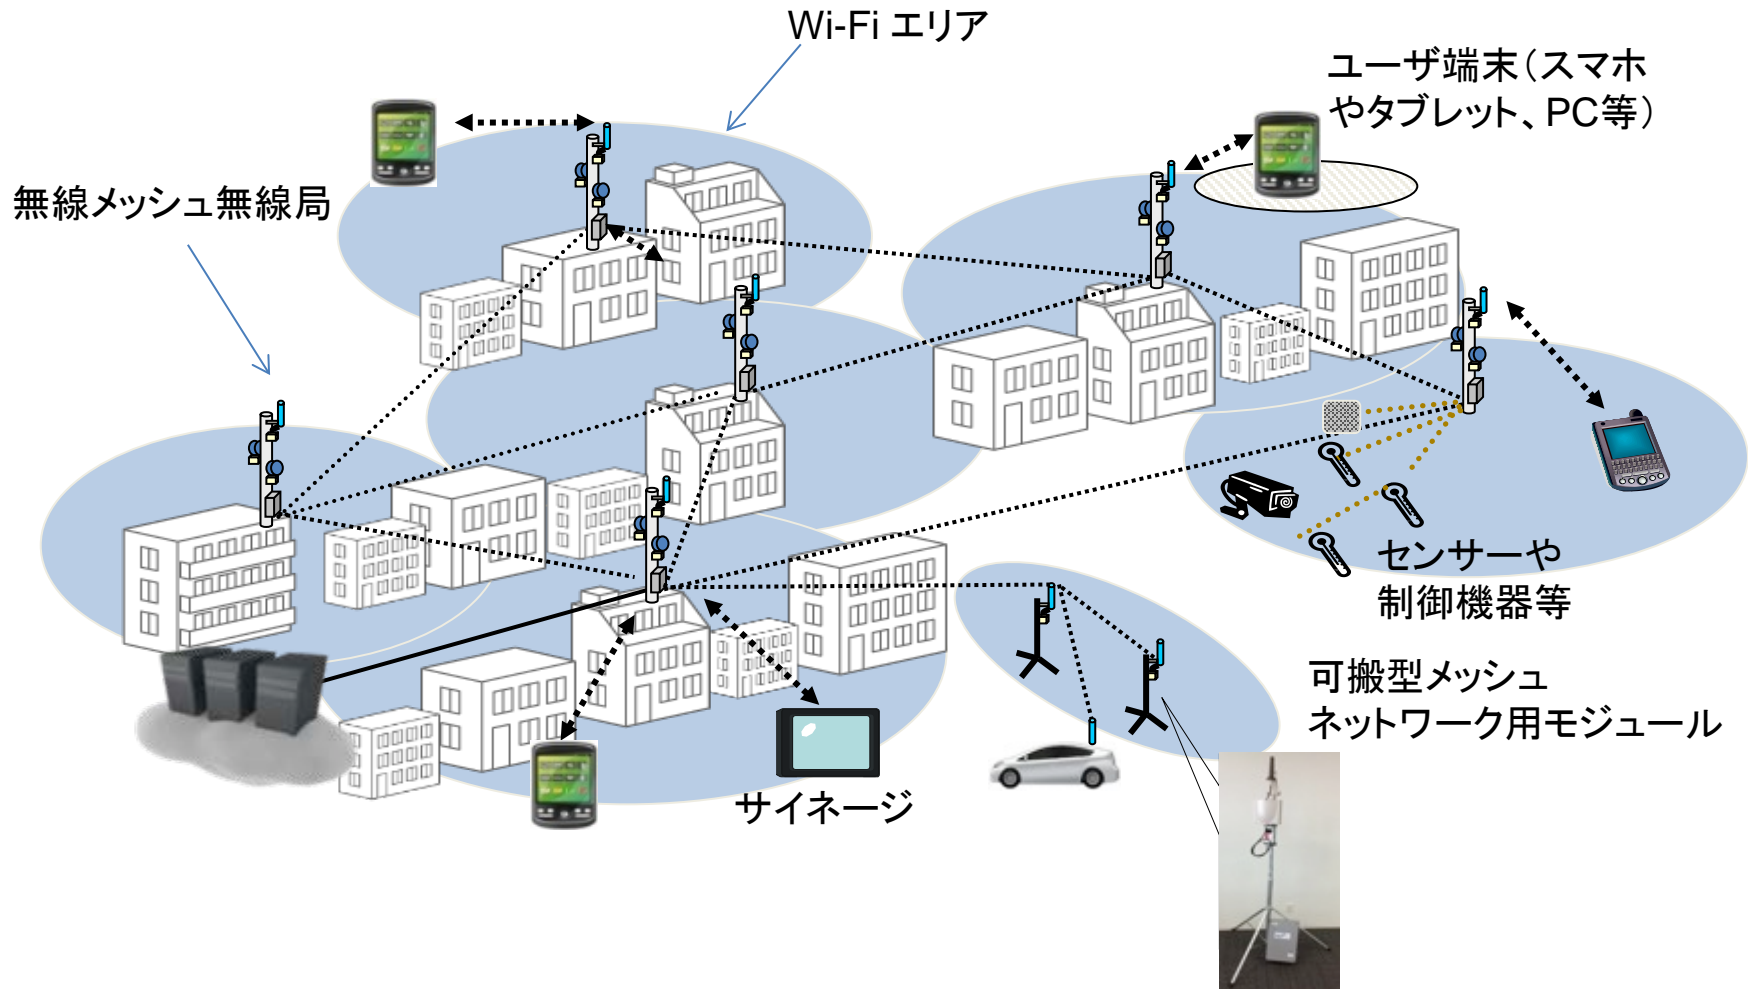 Wi-Fi エリア
ユーザ端末（スマホ
やタブレット、PC等）
無線メッシュ無線局
センサーや
制御機器等
可搬型メッシュ
ネットワーク用モジュール
サイネージ